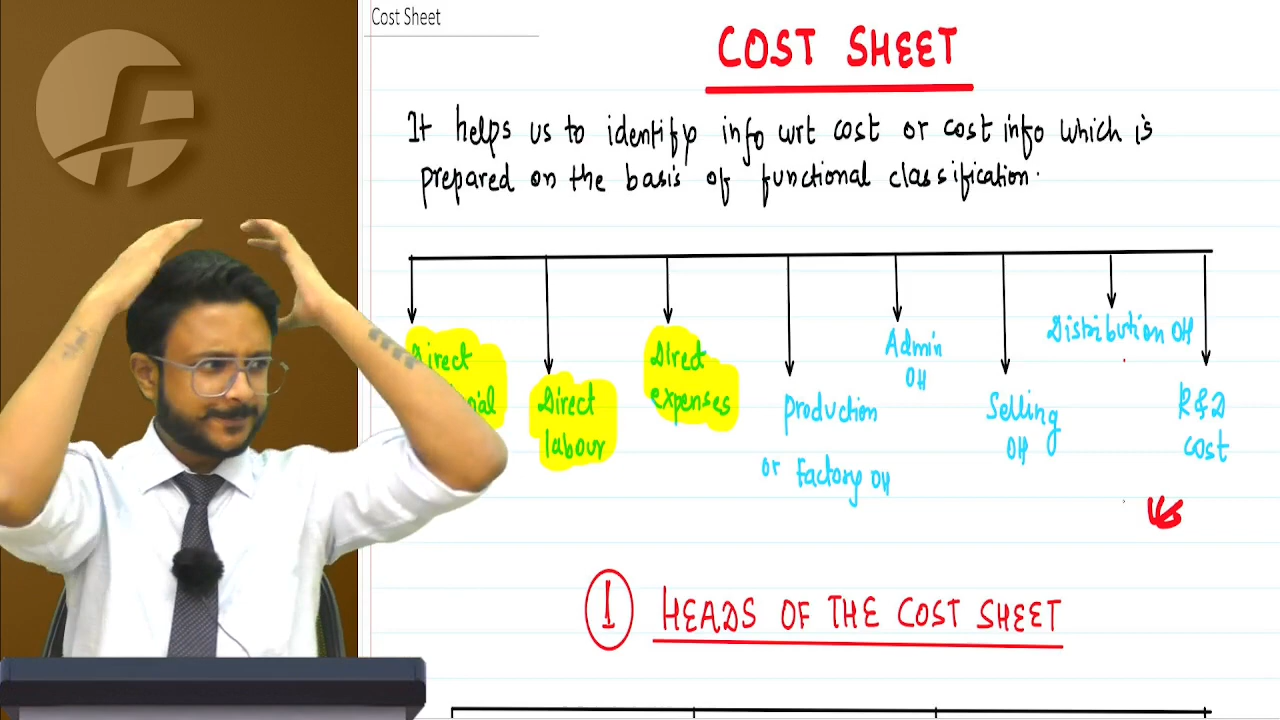 Cost Sheet
COST SHEET
It helps us to identify info wrt cost or cost info which is
prepared on the basis of functional classification.
Direct
Direct
labour
Direct
expenses
Production
or Factory OH
Admin
OH
Selling
OH
Distribution OH
R&D
cost
1 HEADS OF THE COST SHEET